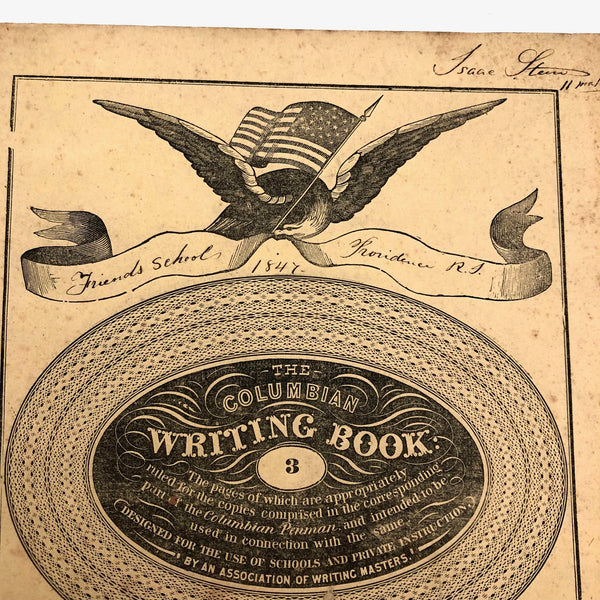 Isaac Stern
Friends School
1847.
Providence R.I.
THE
COLUMBIAN
WRITING BOOK:
3
The pages of which are appropriately
ruled for the copies comprised in the corresponding
part of the Columbian Penman, and intended to be
used in connection with the same.
DESIGNED FOR THE USE OF SCHOOLS AND PRIVATE INSTRUCTION,
BY AN ASSOCIATION OF WRITING MASTERS.